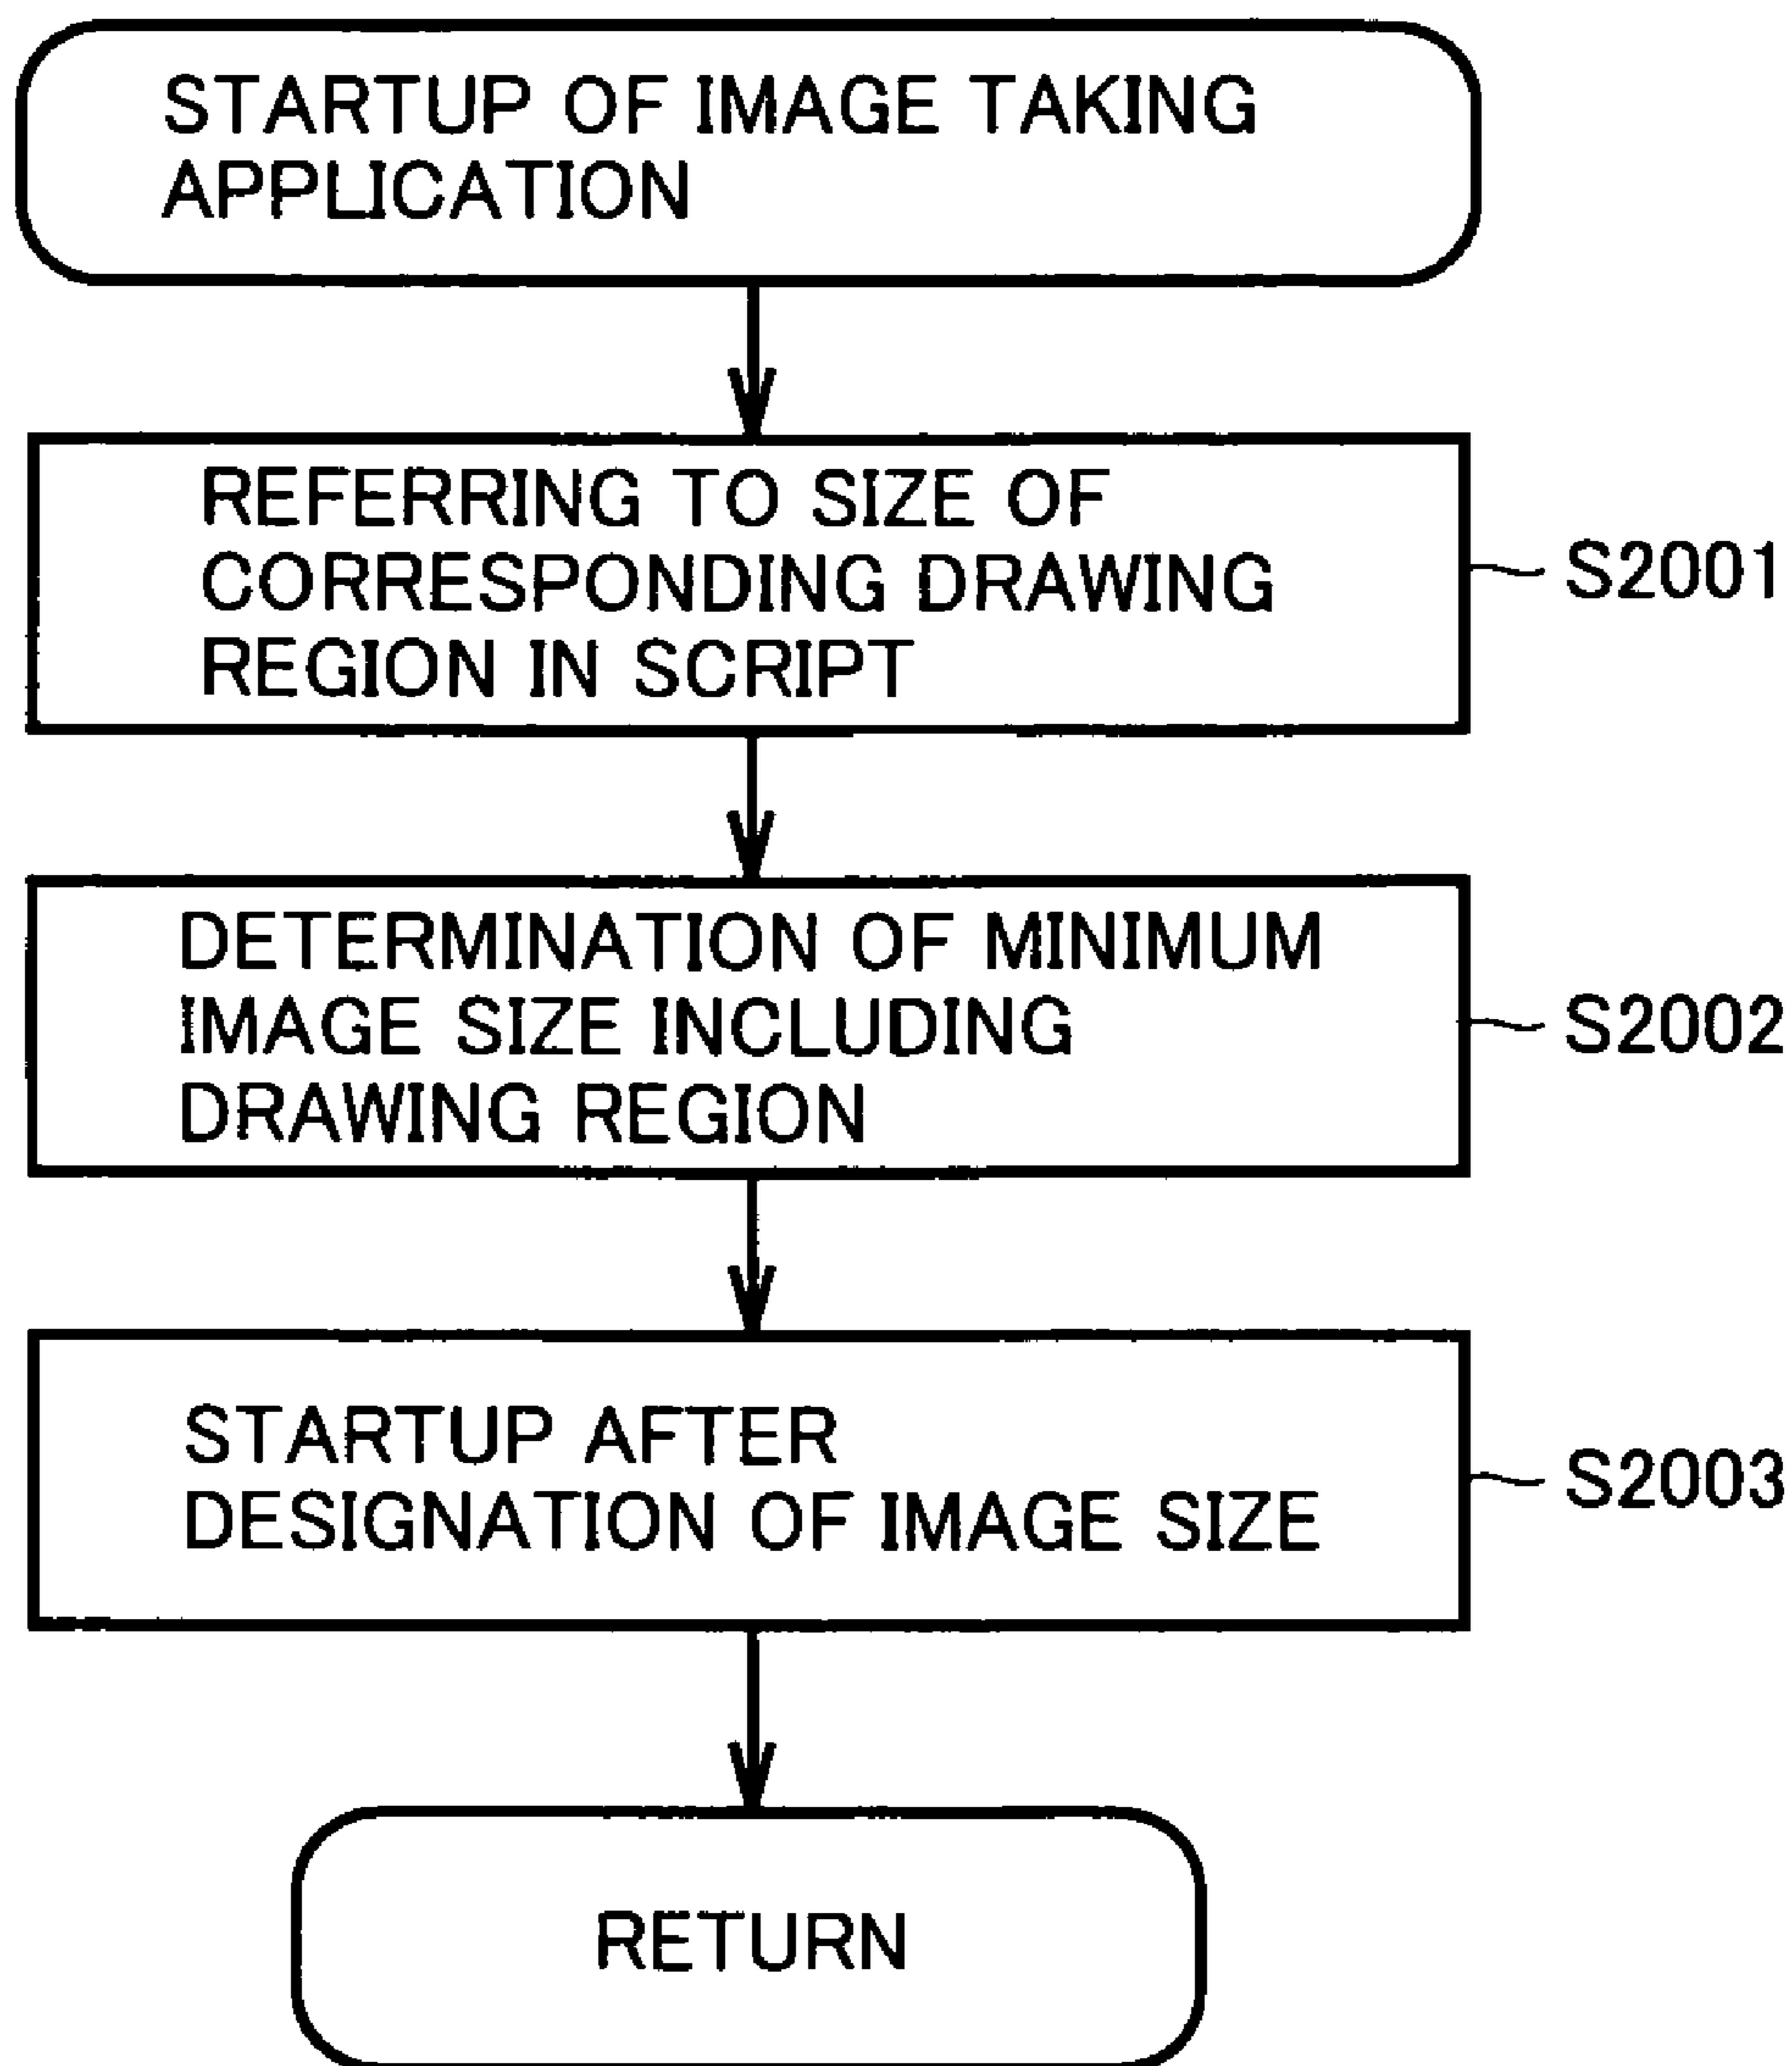 STARTUP OF IMAGE TAKING
APPLICATION
REFERRING TO SIZE OF
CORRESPONDING DRAWING
REGION IN SCRIPT
S2001
DETERMINATION OF MINIMUM
IMAGE SIZE INCLUDING
DRAWING REGION
S2002
STARTUP AFTER
DESIGNATION OF IMAGE SIZE
S2003
RETURN